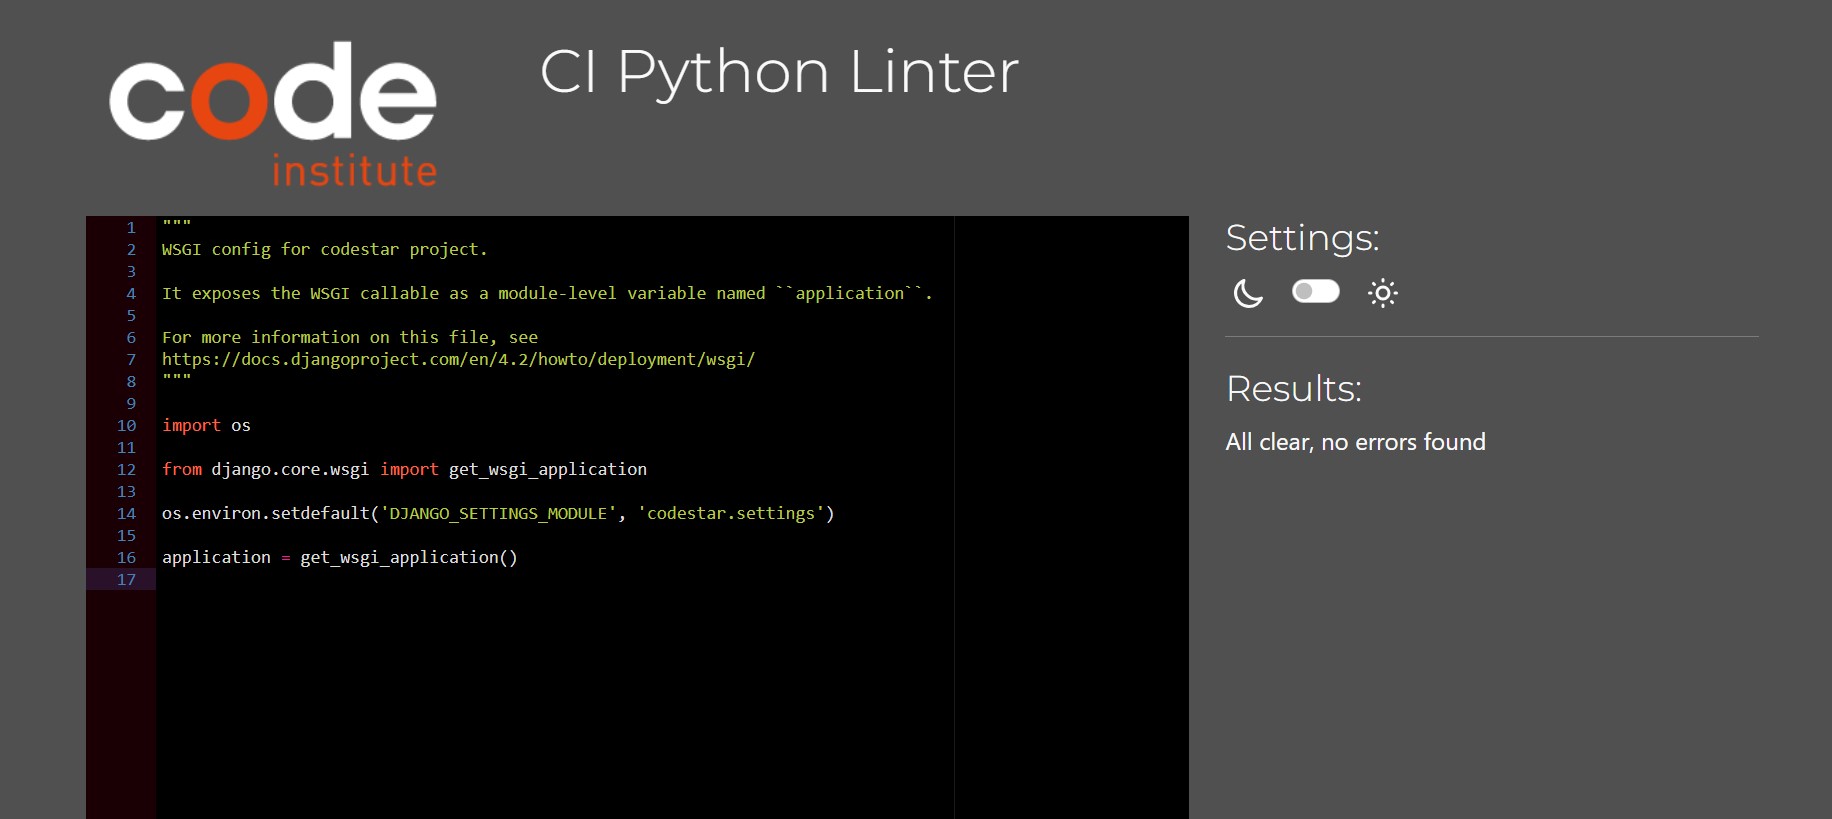 code
institute
CI Python Linter
1 """
2 WSGI config for codestar project.
3
4 It exposes the WSGI callable as a module-level variable named ``application``.
5
6 For more information on this file, see
7 https://docs.djangoproject.com/en/4.2/howto/deployment/wsgi/
8 """
9
10 import os
11
12 from django.core.wsgi import get_wsgi_application
13
14 os.environ.setdefault('DJANGO_SETTINGS_MODULE', 'codestar.settings')
15
16 application = get_wsgi_application()
17
Settings:
Results:
All clear, no errors found